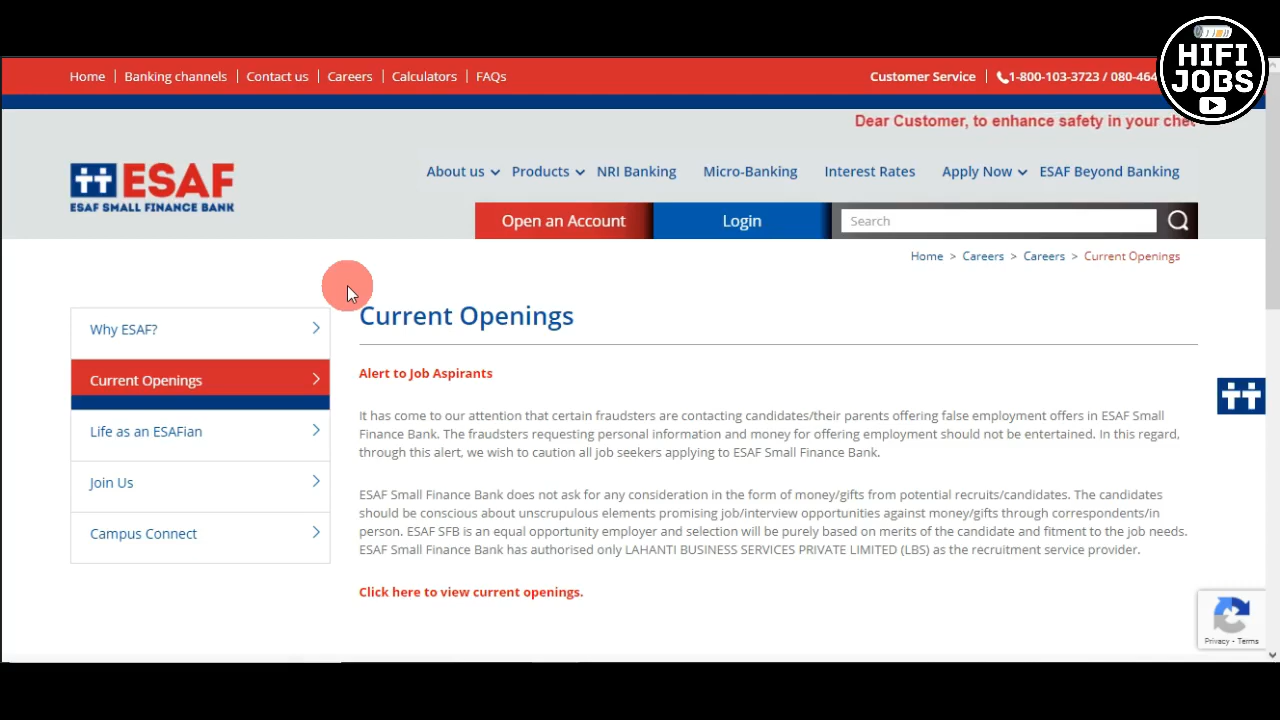 HIFI
JOBS
Home
Banking channels
Contact us
Careers
Calculators
FAQs
Customer Service
1-800-103-3723 / 080-464
Dear Customer, to enhance safety in your che
ESAF
ESAF SMALL FINANCE BANK
About us
Products
NRI Banking
Micro-Banking
Interest Rates
Apply Now
ESAF Beyond Banking
Open an Account
Login
Search
Home > Careers > Careers > Current Openings
Why ESAF?
Current Openings
Life as an ESAFian
Join Us
Campus Connect
Current Openings
Alert to Job Aspirants
It has come to our attention that certain fraudsters are contacting candidates/their parents offering false employment offers in ESAF Small
Finance Bank. The fraudsters requesting personal information and money for offering employment should not be entertained. In this regard,
through this alert, we wish to caution all job seekers applying to ESAF Small Finance Bank.
ESAF Small Finance Bank does not ask for any consideration in the form of money/gifts from potential recruits/candidates. The candidates
should be conscious about unscrupulous elements promising job/interview opportunities against money/gifts through correspondents/in
person. ESAF SFB is an equal opportunity employer and selection will be purely based on merits of the candidate and fitment to the job needs.
ESAF Small Finance Bank has authorised only LAHANTI BUSINESS SERVICES PRIVATE LIMITED (LBS) as the recruitment service provider.
Click here to view current openings.
Privacy - Terms